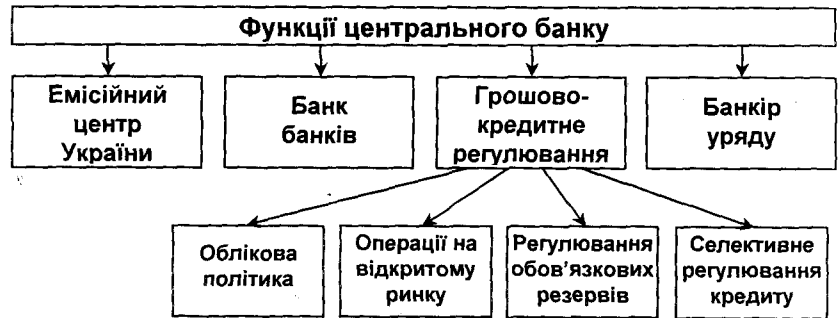 Функції центрального банку
Емісійний
центр
України
Банк
банків
Грошово-
кредитне
регулювання
Банкір
уряду
Облікова
політика
Операції на
відкритому
ринку
Регулювання
обов’язкових
резервів
Селективне
регулювання
кредиту